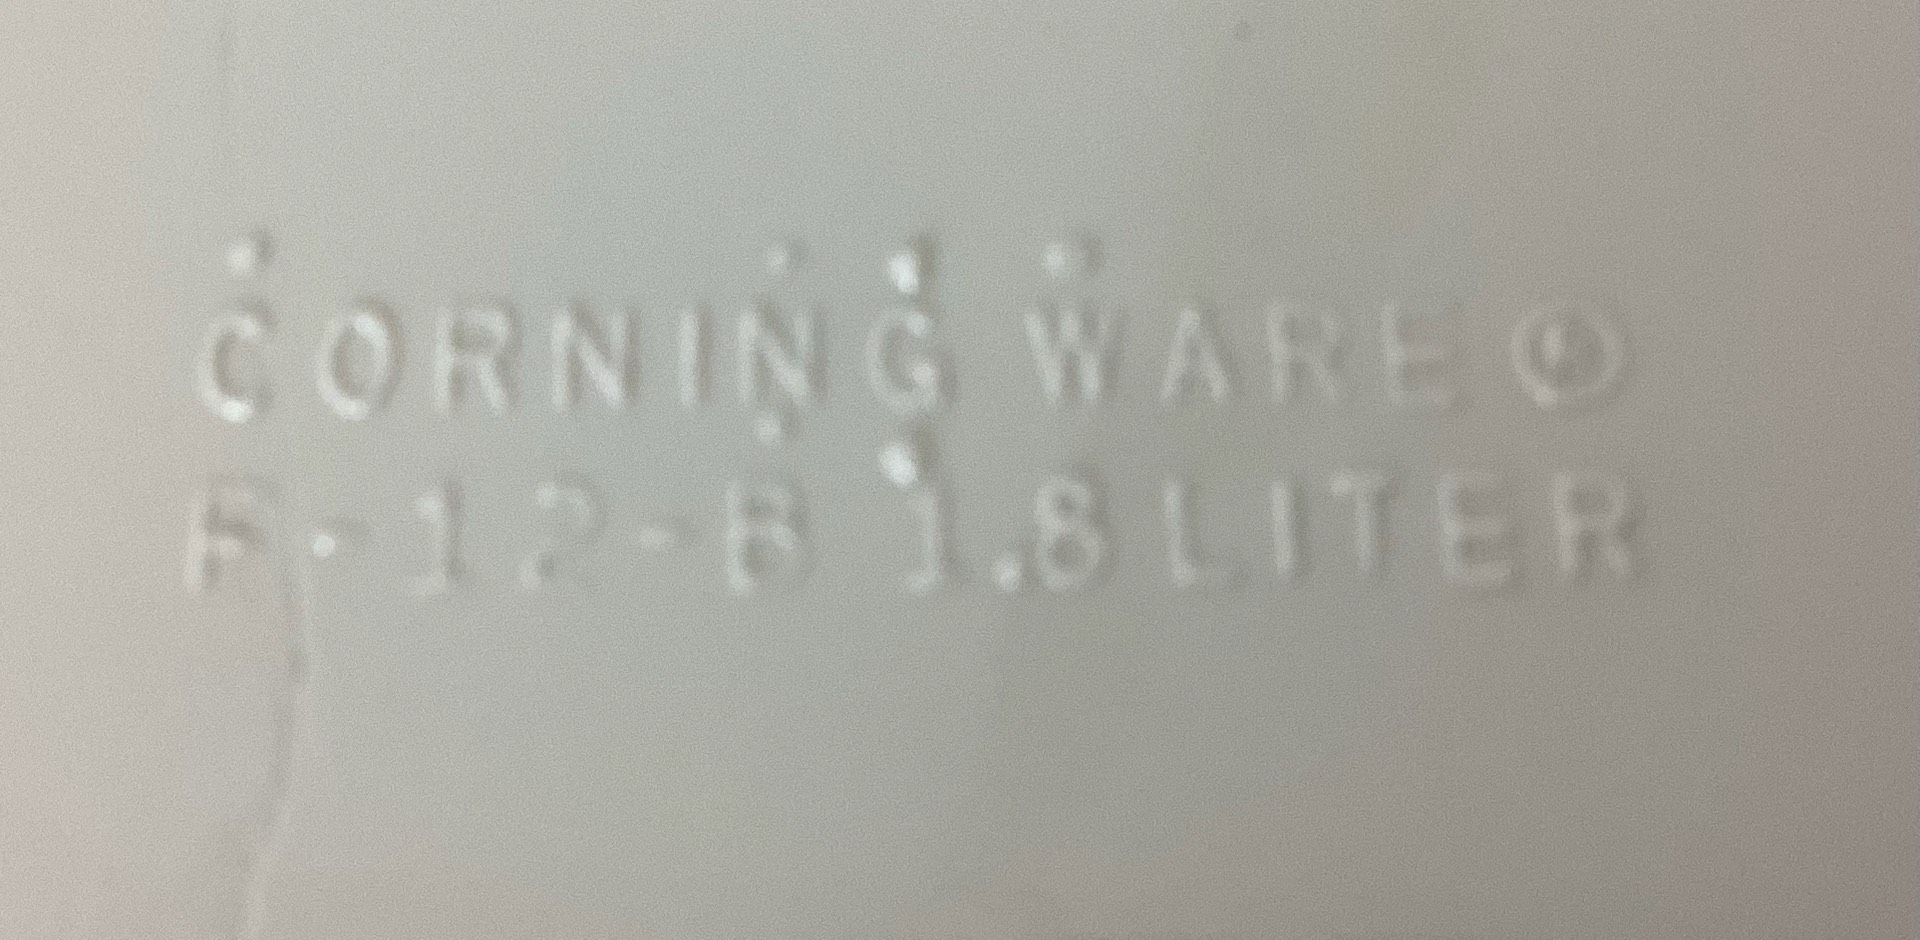 CORNING WARE ®
F-12-B 1.8 LITER